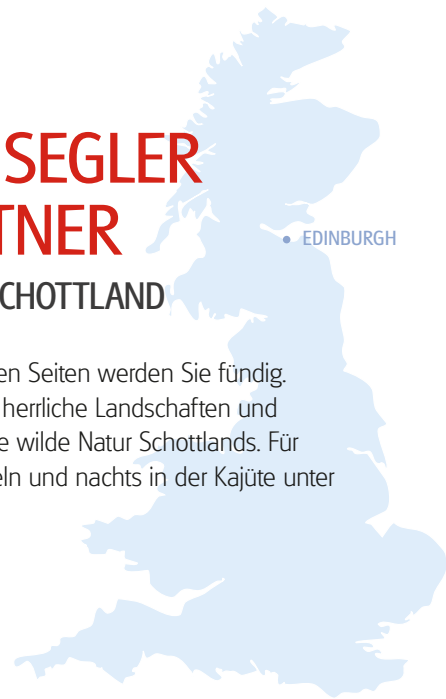 SEGLER
TNER
CHOTTLAND
EDINBURGH
en Seiten werden Sie fündig.
herrliche Landschaften und
e wilde Natur Schottlands. Für
eln und nachts in der Kajüte unter